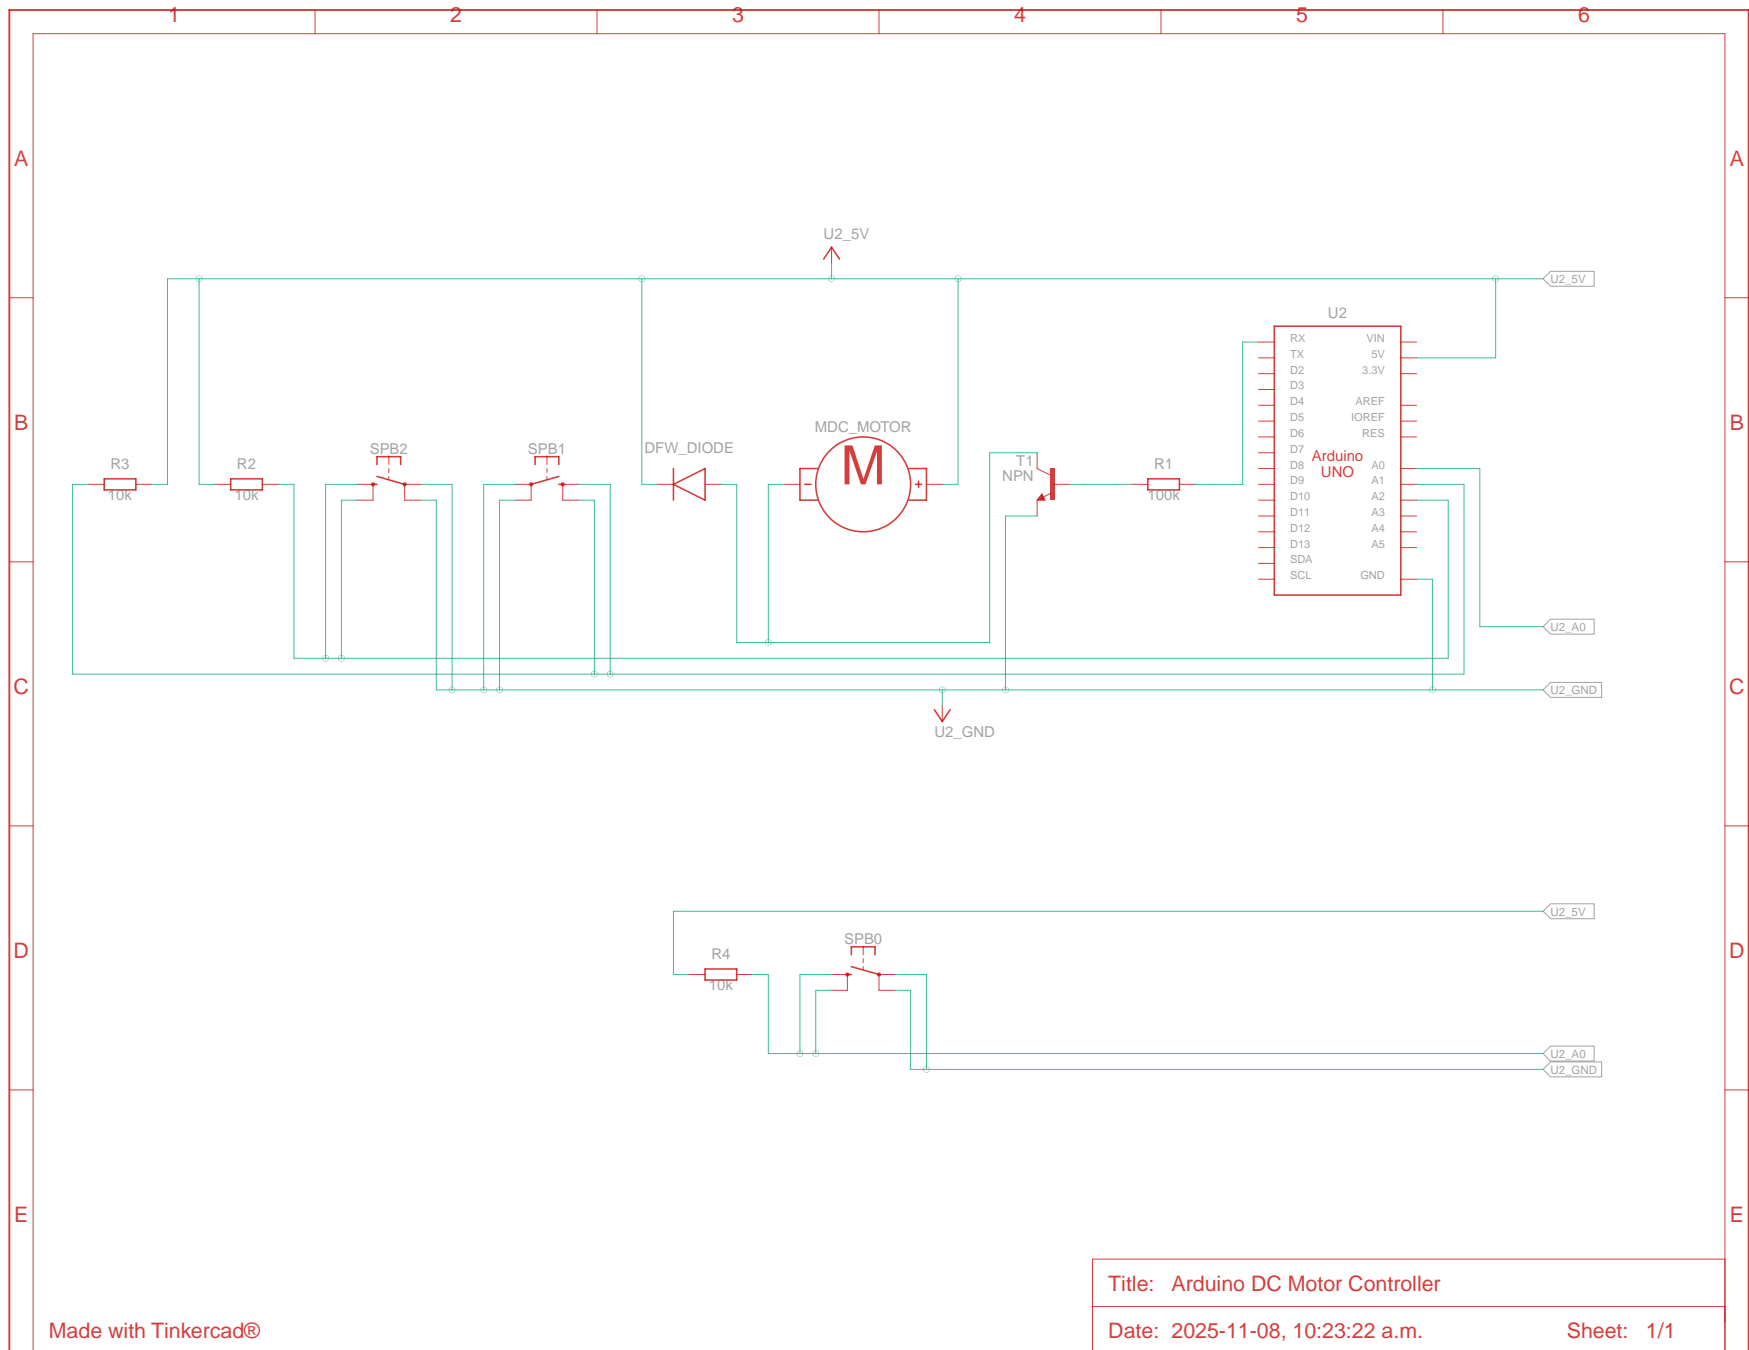 1 2 3 4 5 6
A A
U2_5V
U2_5V
U2
RX VIN
TX 5V
D2 3.3V
D3
D4 AREF
D5 IOREF
D6 RES
D7
D8 A0
D9 A1
D10 A2
D11 A3
D12 A4
D13 A5
SDA
SCL GND
Arduino
UNO
B B
MDC_MOTOR
M
- +
SPB2 SPB1 DFW_DIODE
R3 R2 T1 R1
NPN
10k 10k 100k
U2_A0
C C
U2_GND
U2_GND
U2_5V
D D
SPB0
R4
10k
U2_A0
U2_GND
E E
Title: Arduino DC Motor Controller
Made with Tinkercad®
Date: 2025-11-08, 10:23:22 a.m. Sheet: 1/1